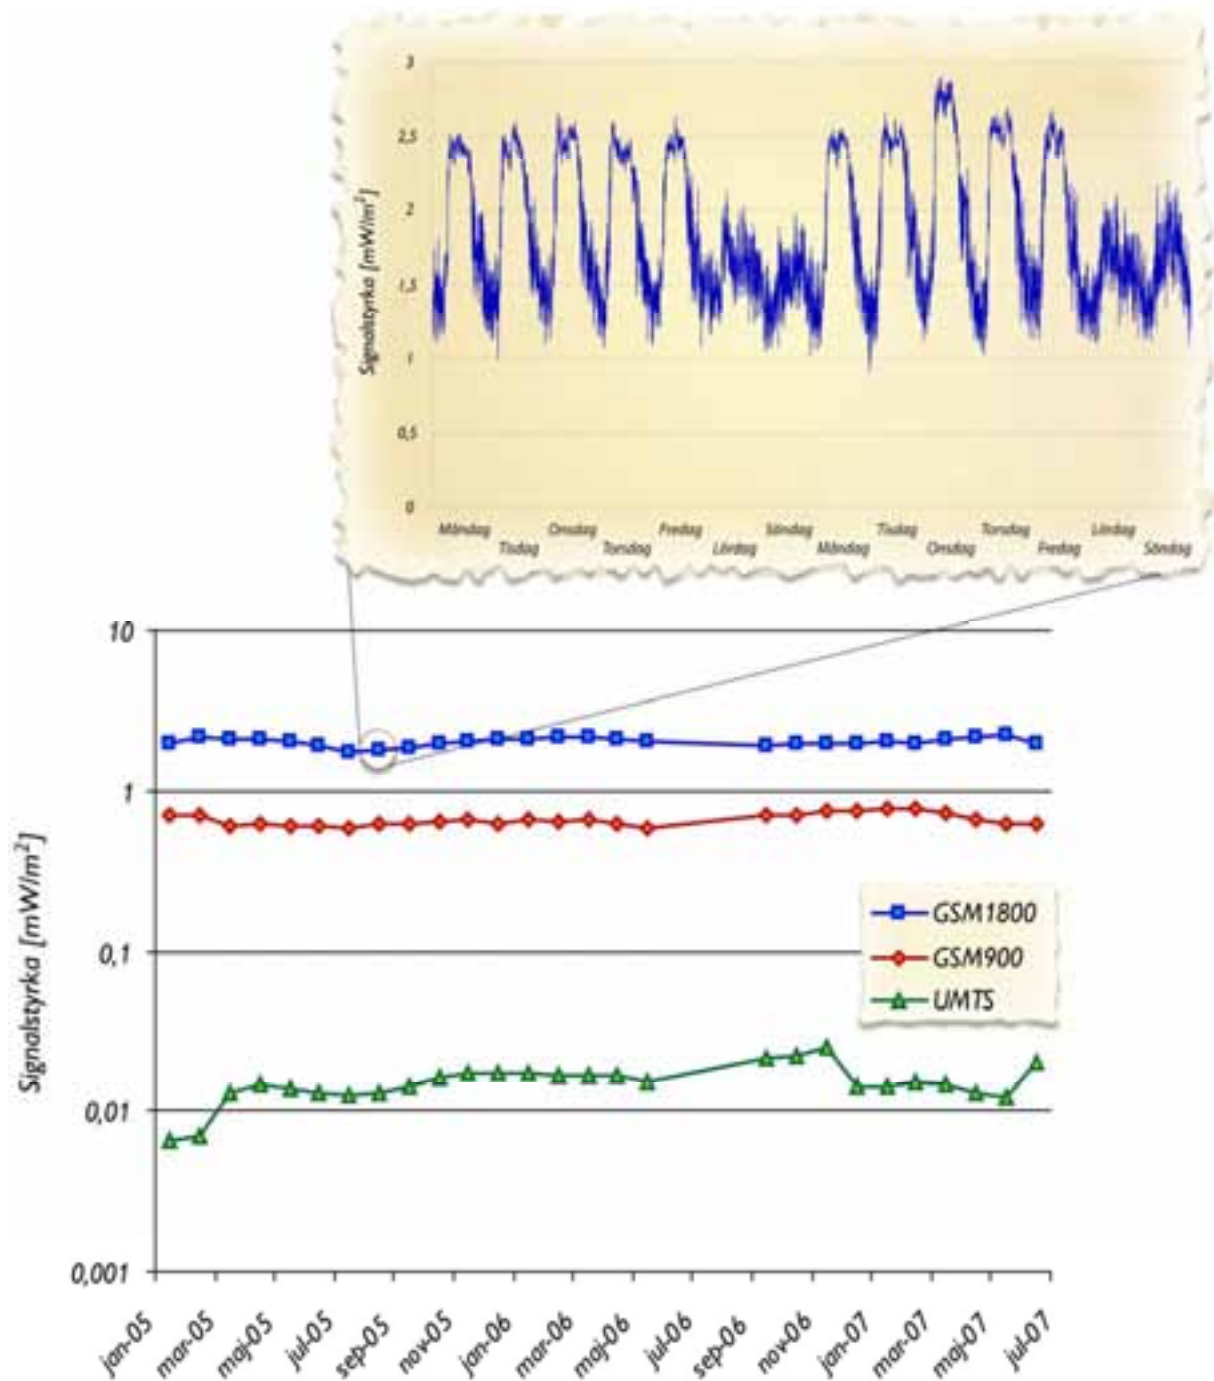 3
2,5
2
1,5
1
0,5
0
Signalstyrka [mW/m²]
Måndag Onsdag Fredag Söndag Tisdag Torsdag Lördag
Tisdag Torsdag Lördag Måndag Onsdag Fredag Söndag
10
1
0,1
0,01
0,001
Signalstyrka [mW/m²]
GSM1800
GSM900
UMTS
jan-05
mar-05
maj-05
jul-05
sep-05
nov-05
jan-06
mar-06
maj-06
jul-06
sep-06
nov-06
jan-07
mar-07
maj-07
jul-07